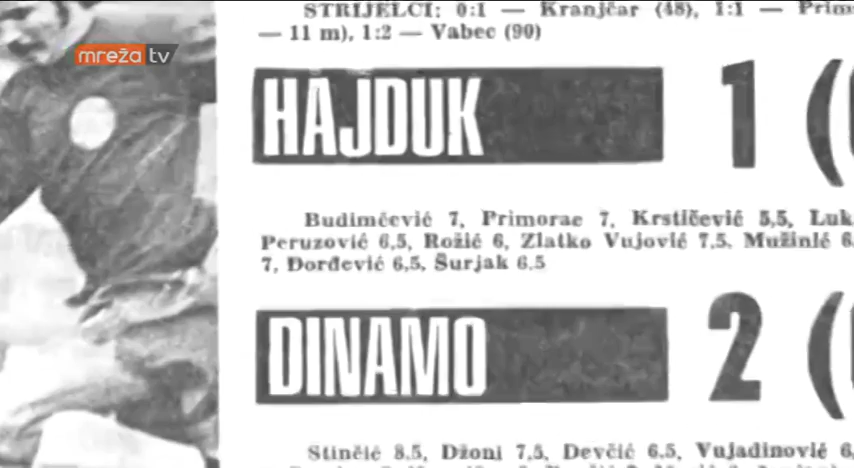 STRIJELCI: 0:1 — Kranjčar (48), 1:1 — Prim
— 11 m), 1:2 — Vabec (90)
mreža tv
HAJDUK 1 (
Budimčević 7, Primorac 7, Krstičević 5,5, Luk
Peruzović 6,5, Rožić 6, Zlatko Vujović 7,5, Mužinić 6
7, Đorđević 6,5, Šurjak 6,5
DINAMO 2 (
Stinčić 8,5, Džoni 7,5, Devčić 6,5, Vujadinović 6,